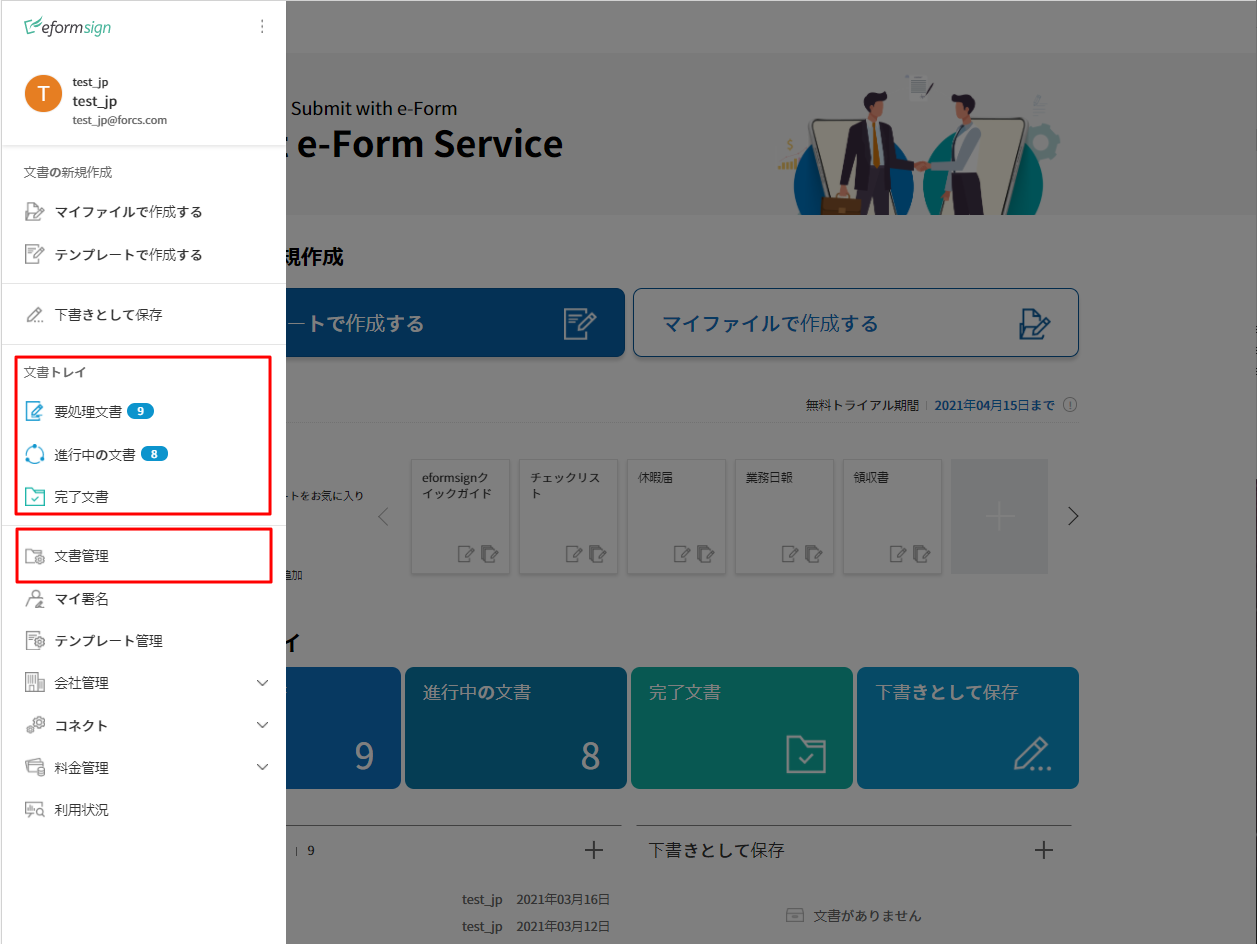 eformsign
T
test_jp
test_jp
test_jp@forcs.com
文書の新規作成
マイファイルで作成する
テンプレートで作成する
下書きとして保存
文書トレイ
要処理文書 9
進行中の文書 8
完了文書
文書管理
マイ署名
テンプレート管理
会社管理
コネクト
料金管理
利用状況
Submit with e-Form
e-Form Service
規作成
ートで作成する
マイファイルで作成する
無料トライアル期間 | 2021年04月15日まで
ートをお気に入り
追加
eformsignク
イックガイド
チェックリス
ト
休暇届
業務日報
領収書
イ
9
進行中の文書
8
完了文書
下書きとして保存
| 9
下書きとして保存
test_jp 2021年03月16日
test_jp 2021年03月12日
文書がありません